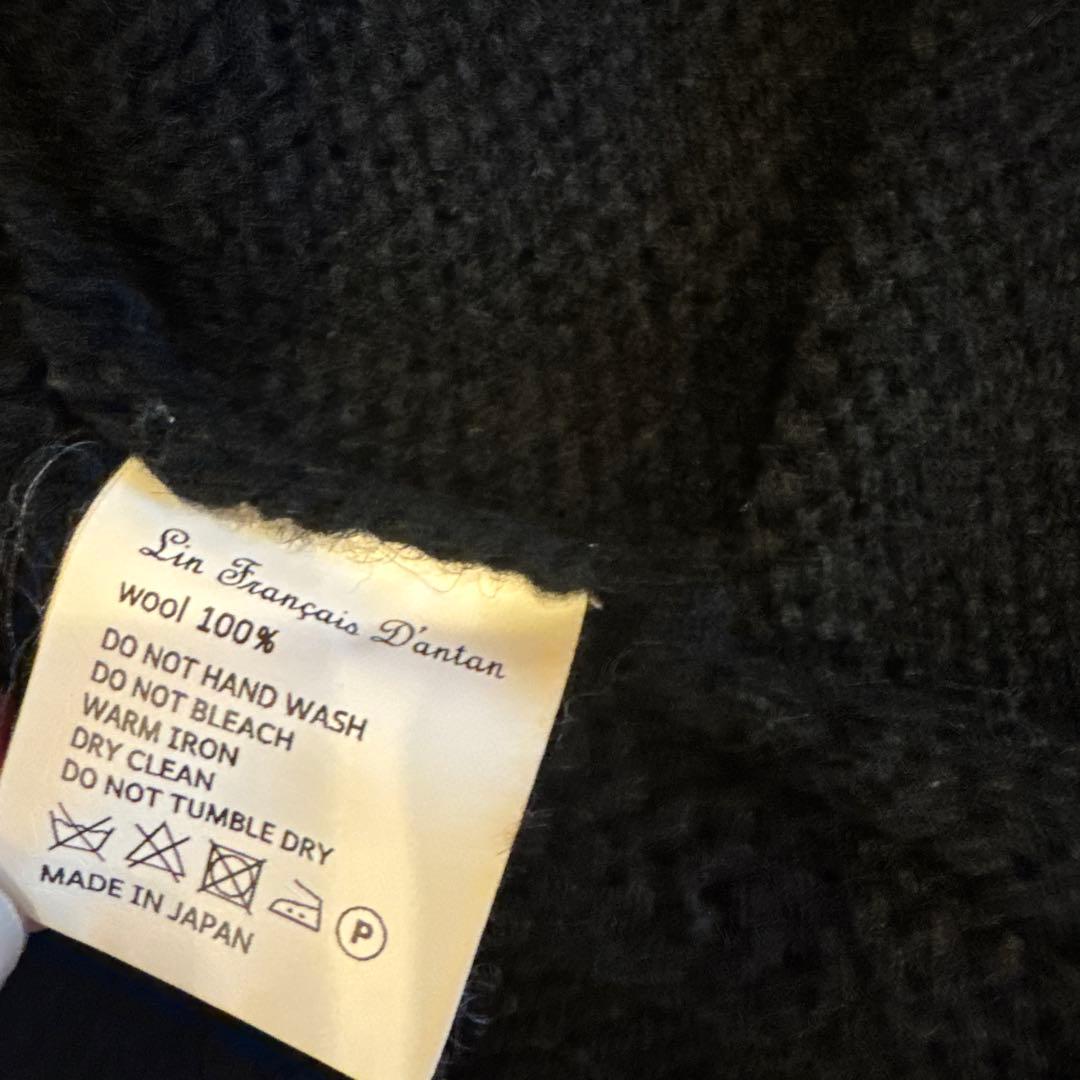 Lin Français D'antan
wool 100%
DO NOT HAND WASH
DO NOT BLEACH
WARM IRON
DRY CLEAN
DO NOT TUMBLE DRY
P
MADE IN JAPAN